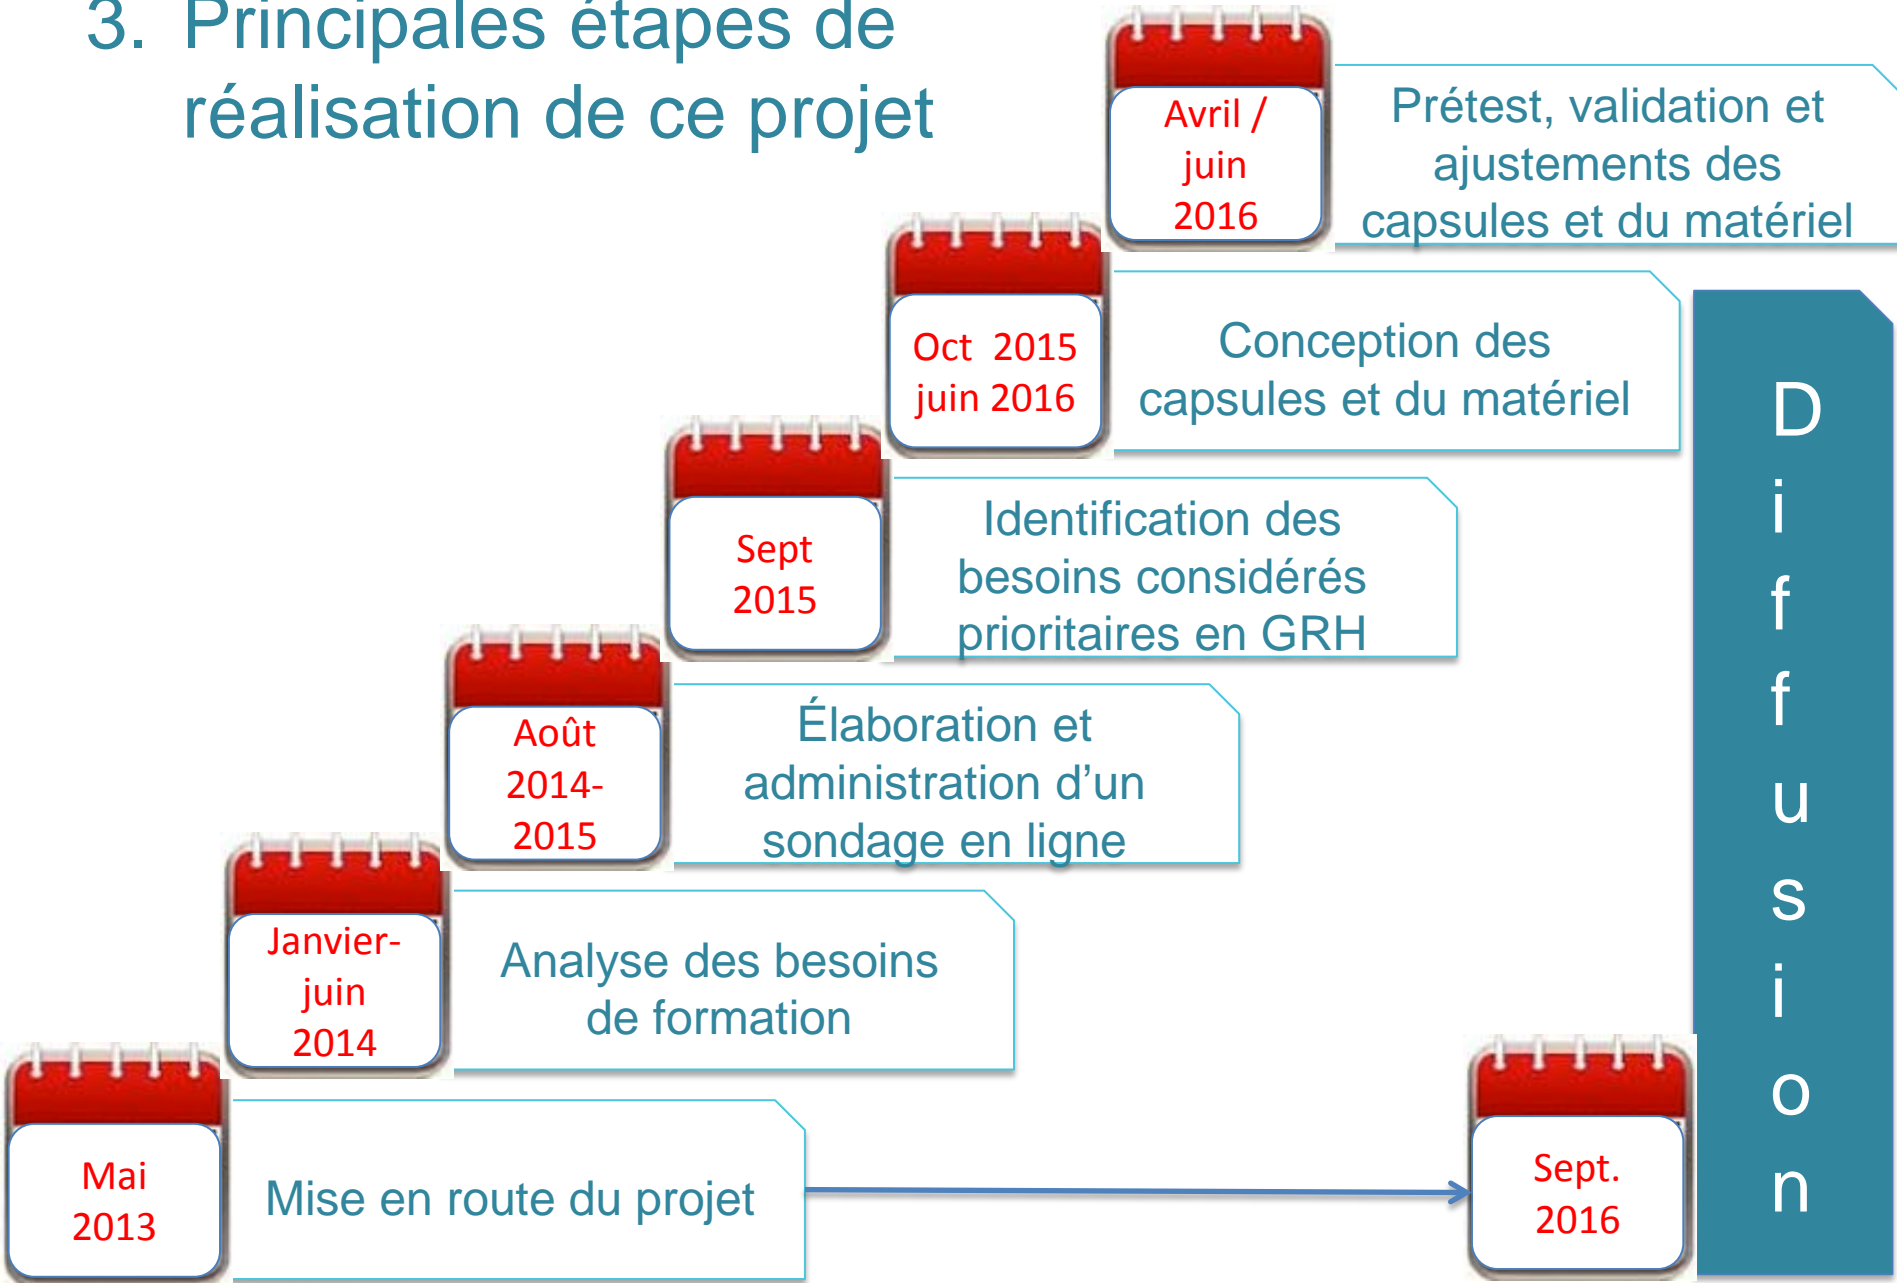 3. Principales étapes de
réalisation de ce projet
Avril /
juin
2016
Prétest, validation et
ajustements des
capsules et du matériel
Oct 2015
juin 2016
Conception des
capsules et du matériel
Sept
2015
Identification des
besoins considérés
prioritaires en GRH
Août
2014-
2015
Élaboration et
administration d’un
sondage en ligne
Janvier-
juin
2014
Analyse des besoins
de formation
Mai
2013
Mise en route du projet
Sept.
2016
D
i
f
f
u
s
i
o
n